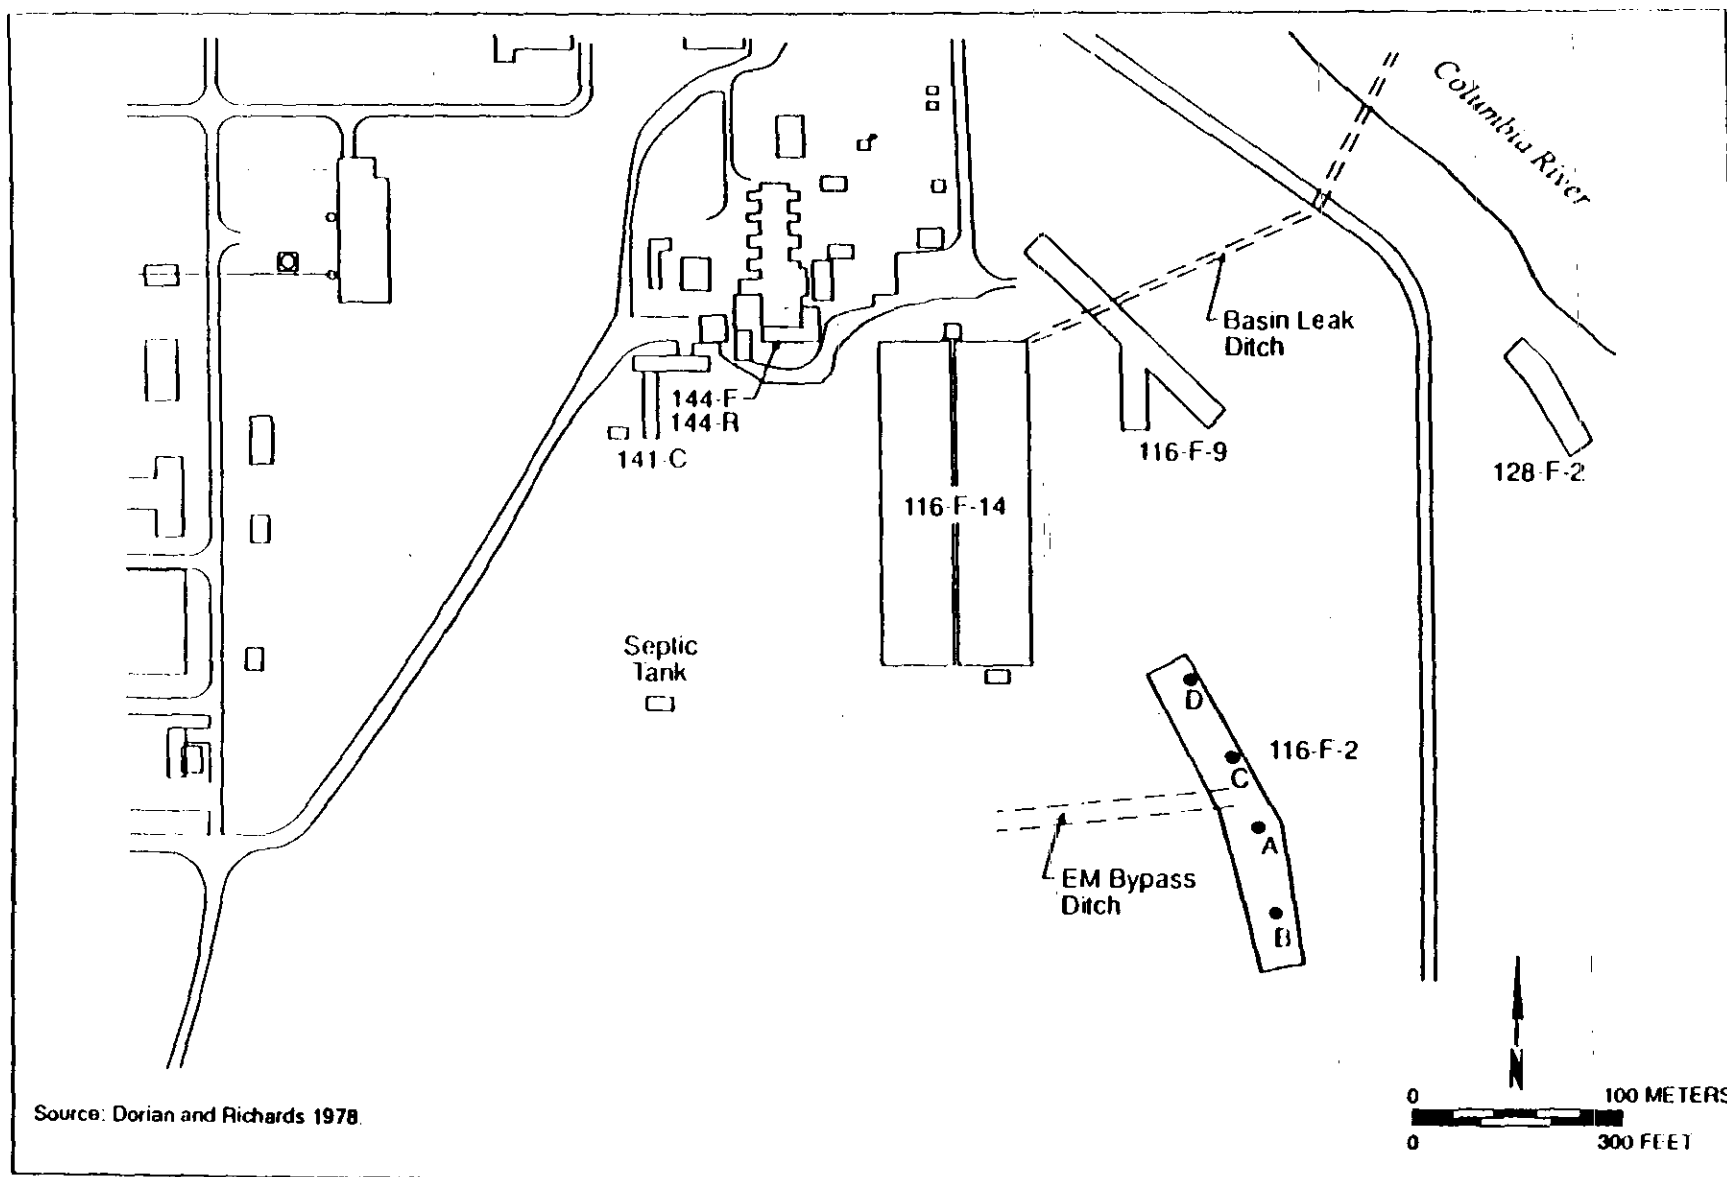 Columbia River
Basin Leak
Ditch
144-F
144-R
141-C
116-F-9
128-F-2
116-F-14
Septic
Tank
D
116-F-2
C
A
EM Bypass
Ditch
B
N
0 100 METERS
0 300 FEET
Source: Dorian and Richards 1978.